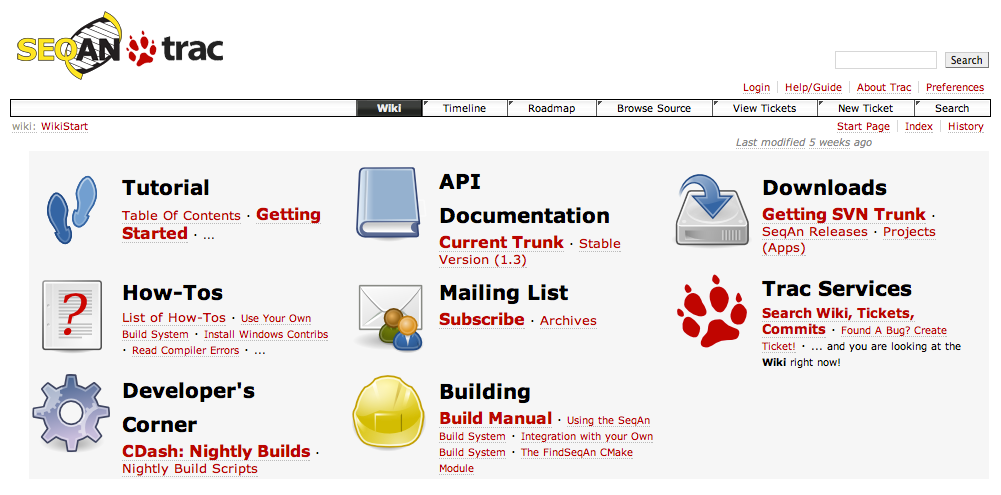 SEQAN trac
Search
Login Help/Guide About Trac Preferences
Wiki Timeline Roadmap Browse Source View Tickets New Ticket Search
wiki: WikiStart
Start Page Index History
Last modified 5 weeks ago
Tutorial
Table Of Contents · Getting
Started · ...
API
Documentation
Current Trunk · Stable
Version (1.3)
Downloads
Getting SVN Trunk ·
SeqAn Releases · Projects
(Apps)
?
How-Tos
List of How-Tos · Use Your Own
Build System · Install Windows Contribs
· Read Compiler Errors · ...
Mailing List
Subscribe · Archives
Trac Services
Search Wiki, Tickets,
Commits · Found A Bug? Create
Ticket! · ... and you are looking at the
Wiki right now!
Developer's
Corner
CDash: Nightly Builds ·
Nightly Build Scripts
Building
Build Manual · Using the SeqAn
Build System · Integration with your Own
Build System · The FindSeqAn CMake
Module